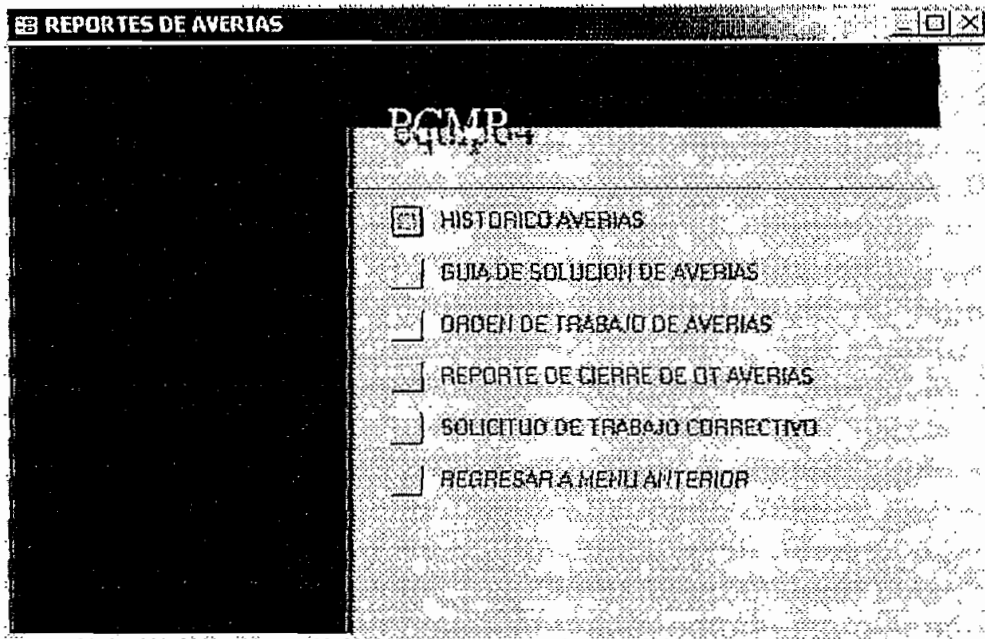 REPORTES DE AVERIAS
PGMP
HISTORICO AVERIAS
GUIA DE SOLUCION DE AVERIAS
ORDEN DE TRABAJO DE AVERIAS
REPORTE DE CIERRE DE OT AVERIAS
SOLICITUD DE TRABAJO CORRECTIVO
REGRESAR A MENU ANTERIOR